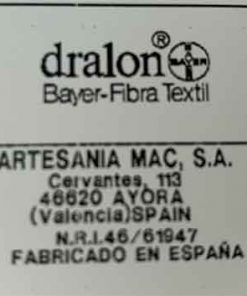 dralon® BAYER
Bayer-Fibra Textil
ARTESANIA MAC, S.A.
Cervantes, 113
46620 AYORA
(Valencia) SPAIN
N.R.I.46/61947
FABRICADO EN ESPAÑA